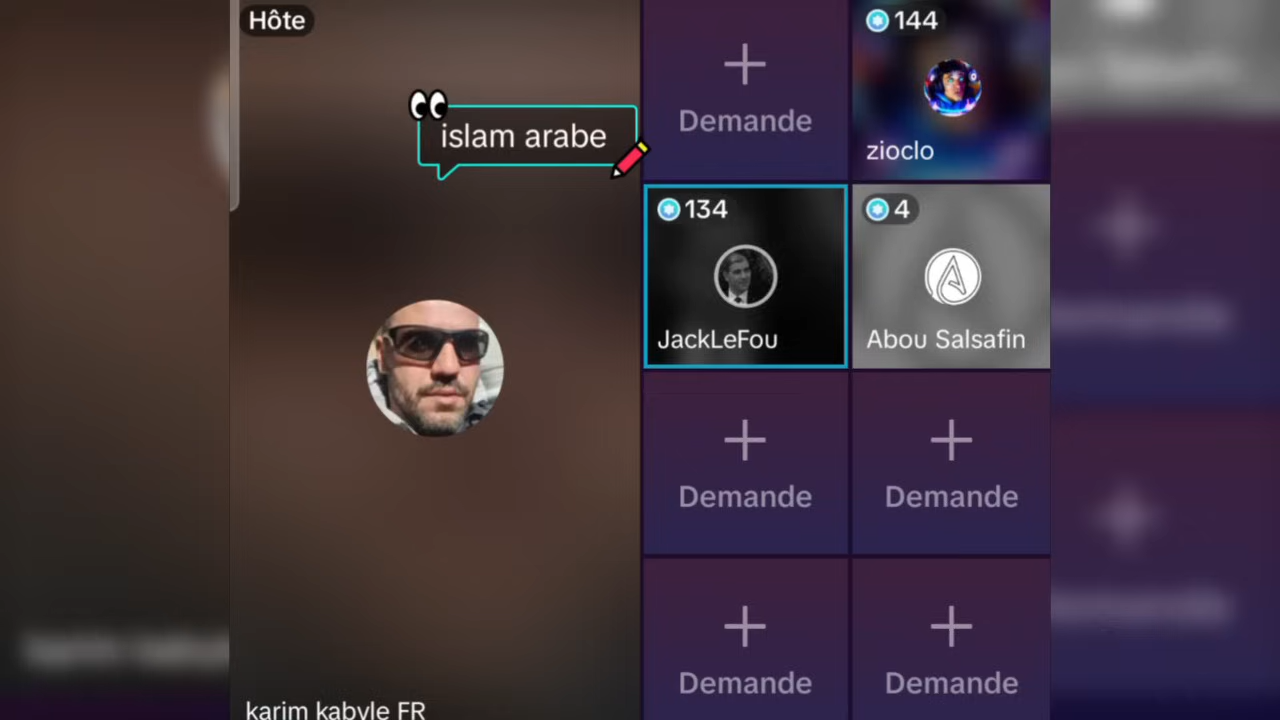 Hôte
islam arabe
karim kabyle FR
Demande
144
zioclo
134
JackLeFou
4
Abou Salsafin
Demande
Demande
Demande
Demande